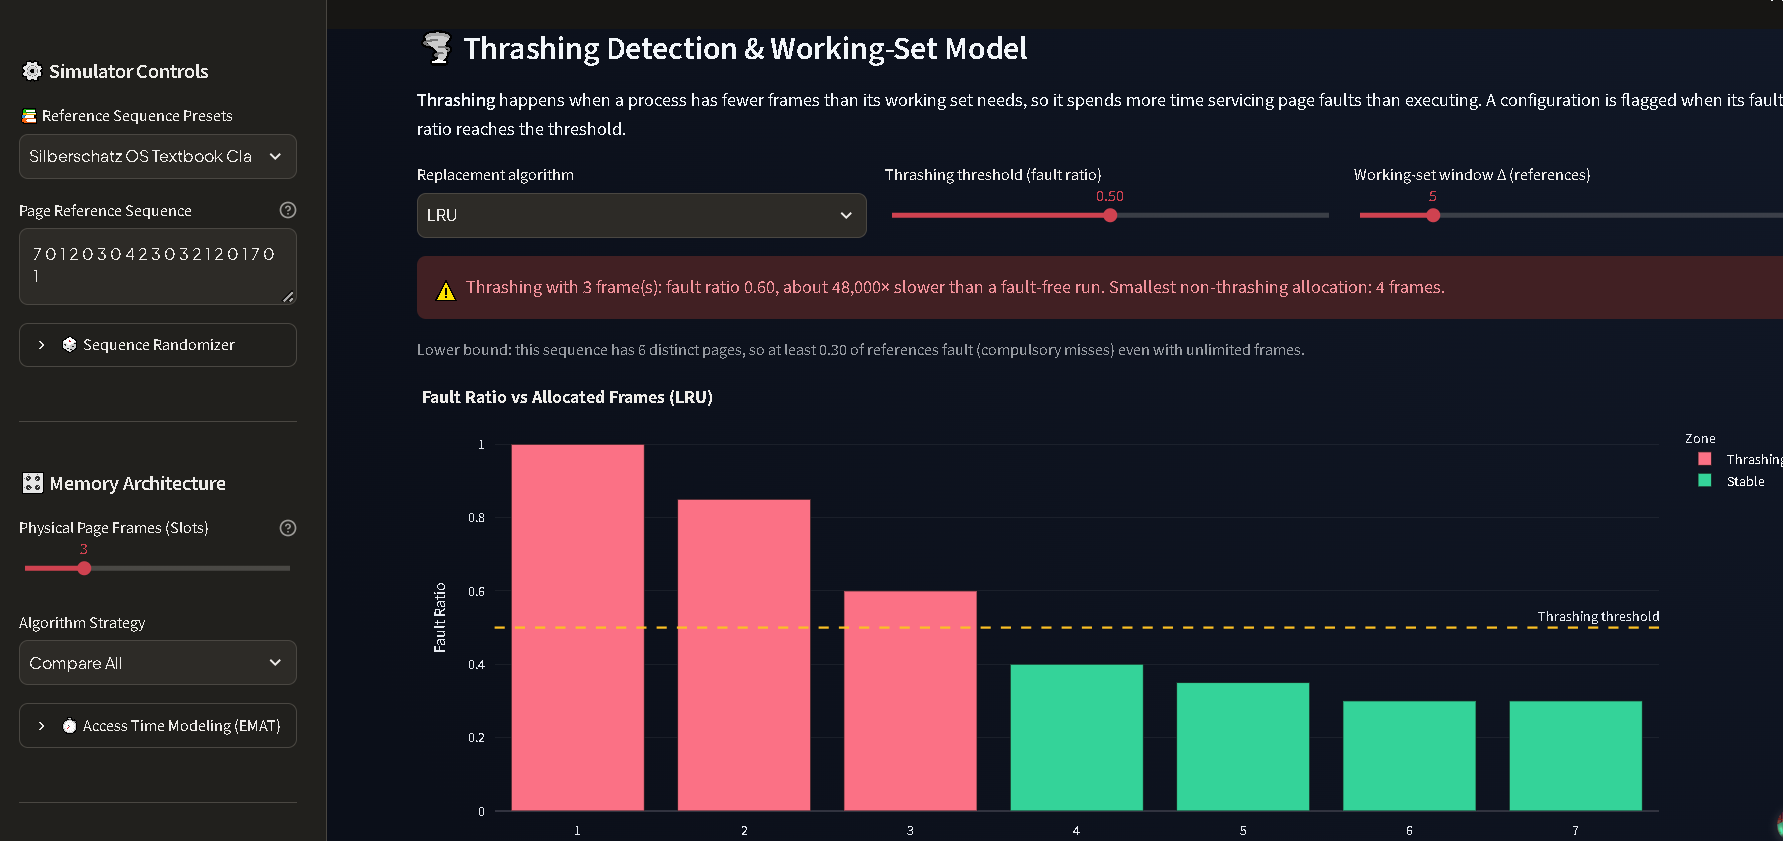 Simulator Controls
Reference Sequence Presets
Silberschatz OS Textbook Cla
Page Reference Sequence
7 0 1 2 0 3 0 4 2 3 0 3 2 1 2 0 1 7 0
1
Sequence Randomizer
Memory Architecture
Physical Page Frames (Slots)
3
Algorithm Strategy
Compare All
Access Time Modeling (EMAT)
Thrashing Detection & Working-Set Model
Thrashing happens when a process has fewer frames than its working set needs, so it spends more time servicing page faults than executing. A configuration is flagged when its fault
ratio reaches the threshold.
Replacement algorithm
LRU
Thrashing threshold (fault ratio)
0.50
Working-set window Δ (references)
5
Thrashing with 3 frame(s): fault ratio 0.60, about 48,000× slower than a fault-free run. Smallest non-thrashing allocation: 4 frames.
Lower bound: this sequence has 6 distinct pages, so at least 0.30 of references fault (compulsory misses) even with unlimited frames.
Fault Ratio vs Allocated Frames (LRU)
Fault Ratio
1
0.8
0.6
0.4
0.2
0
Thrashing threshold
1 2 3 4 5 6 7
Zone
Thrashing
Stable